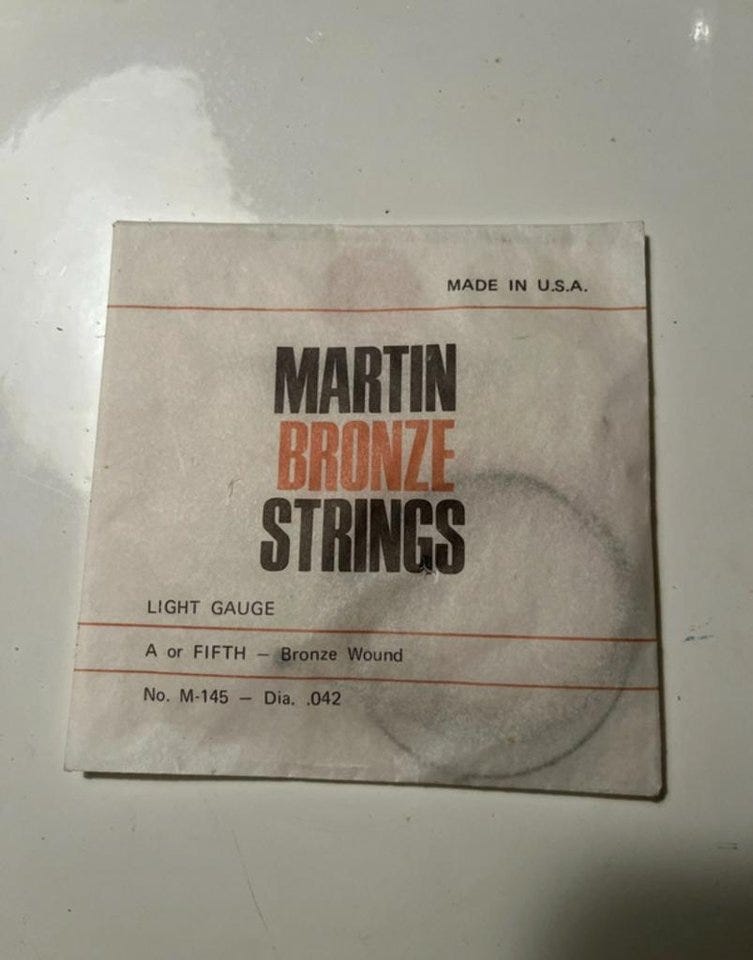 MADE IN U.S.A.
MARTIN
BRONZE
STRINGS
LIGHT GAUGE
A or FIFTH — Bronze Wound
No. M-145 — Dia. .042